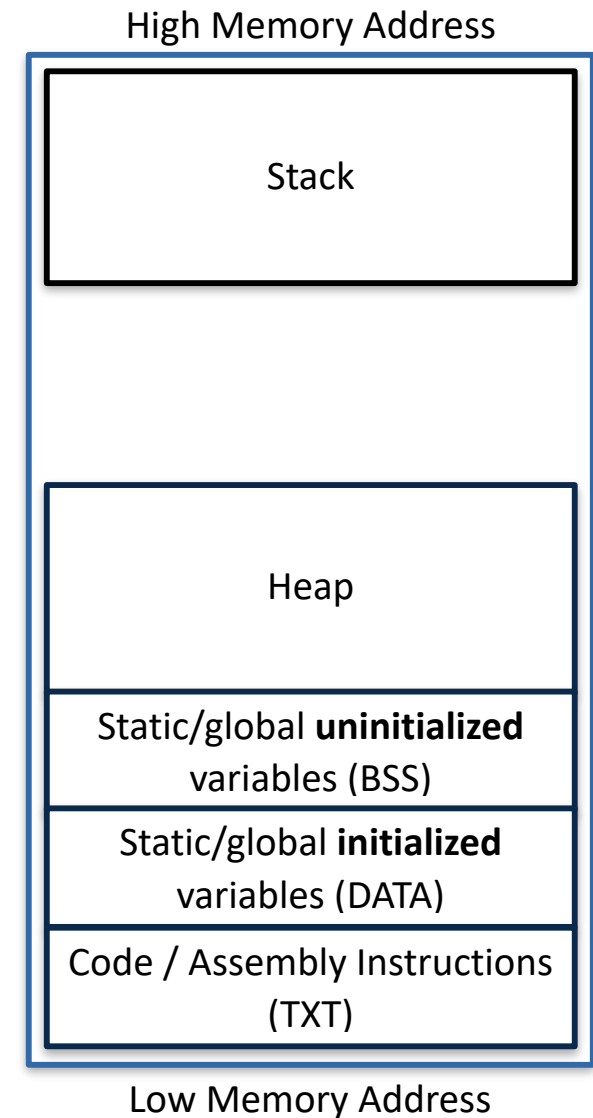 High Memory Address
Stack
Heap
Static/global uninitialized
variables (BSS)
Static/global initialized
variables (DATA)
Code / Assembly Instructions
(TXT)
Low Memory Address